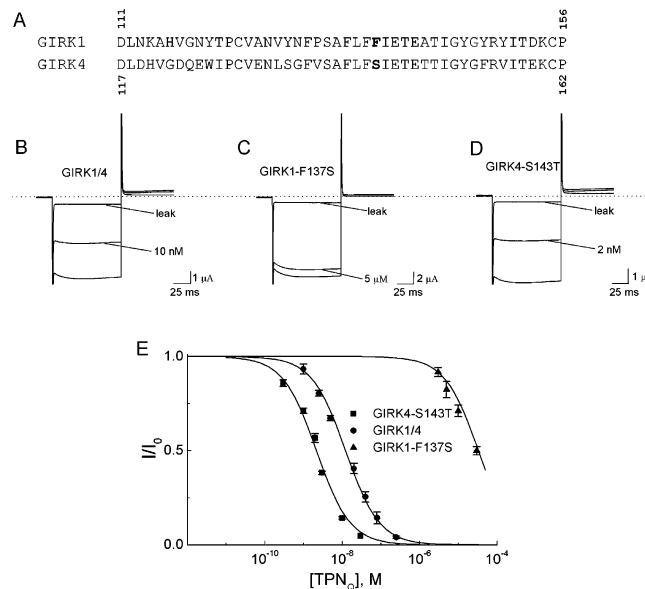 A
111
156
GIRK1 DLNKAHVGNYTPCVANVYNFPSAFLFFIETEATIGYGYRYITDKCP
GIRK4 DLDHVGDQEWIPCVENLSGFVSAFLFSIETETTIGYGFRVITEKCP
117
162
B
GIRK1/4
leak
10 nM
1 μA
25 ms
C
GIRK1-F137S
leak
5 μM
2 μA
25 ms
D
GIRK4-S143T
leak
2 nM
1 μA
25 ms
E
1.0
0.5
0.0
I/I0
GIRK4-S143T
GIRK1/4
GIRK1-F137S
10-10
10-8
10-6
10-4
[TPNQ], M